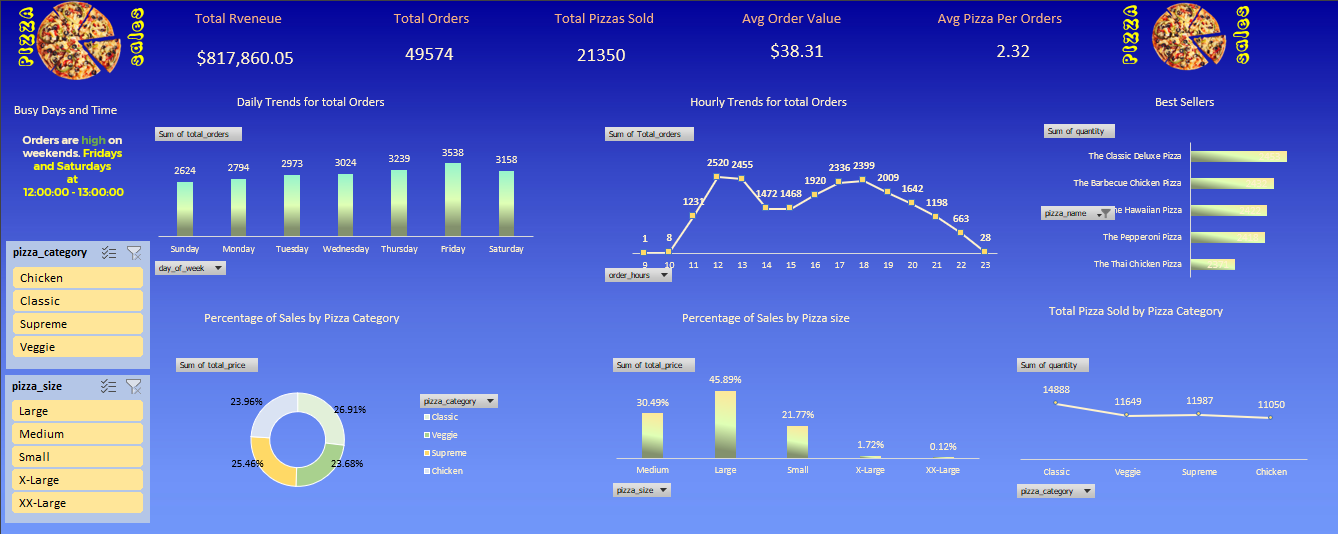 Pizza
Sales
Total Rveneue
$817,860.05
Total Orders
49574
Total Pizzas Sold
21350
Avg Order Value
$38.31
Avg Pizza Per Orders
2.32
Pizza
Sales
Busy Days and Time
Orders are high on
weekends. Fridays
and Saturdays
at
12:00:00 - 13:00:00
pizza_category
Chicken
Classic
Supreme
Veggie
pizza_size
Large
Medium
Small
X-Large
XX-Large
Daily Trends for total Orders
Sum of total_orders
2624 2794 2973 3024 3239 3538 3158
Sunday Monday Tuesday Wednesday Thursday Friday Saturday
day_of_week
Hourly Trends for total Orders
Sum of Total_orders
1 8 1231 2520 2455 1472 1468 1920 2336 2399 2009 1642 1198 663 28
9 10 11 12 13 14 15 16 17 18 19 20 21 22 23
order_hours
Best Sellers
Sum of quantity
The Classic Deluxe Pizza
The Barbecue Chicken Pizza
pizza_name
Hawaiian Pizza
The Pepperoni Pizza
The Thai Chicken Pizza
Percentage of Sales by Pizza Category
Sum of total_price
23.96% 26.91%
25.46% 23.68%
pizza_category
Classic
Veggie
Supreme
Chicken
Percentage of Sales by Pizza size
Sum of total_price
30.49% 45.89% 21.77% 1.72% 0.12%
Medium Large Small X-Large XX-Large
pizza_size
Total Pizza Sold by Pizza Category
Sum of quantity
14888 11649 11987 11050
Classic Veggie Supreme Chicken
pizza_category